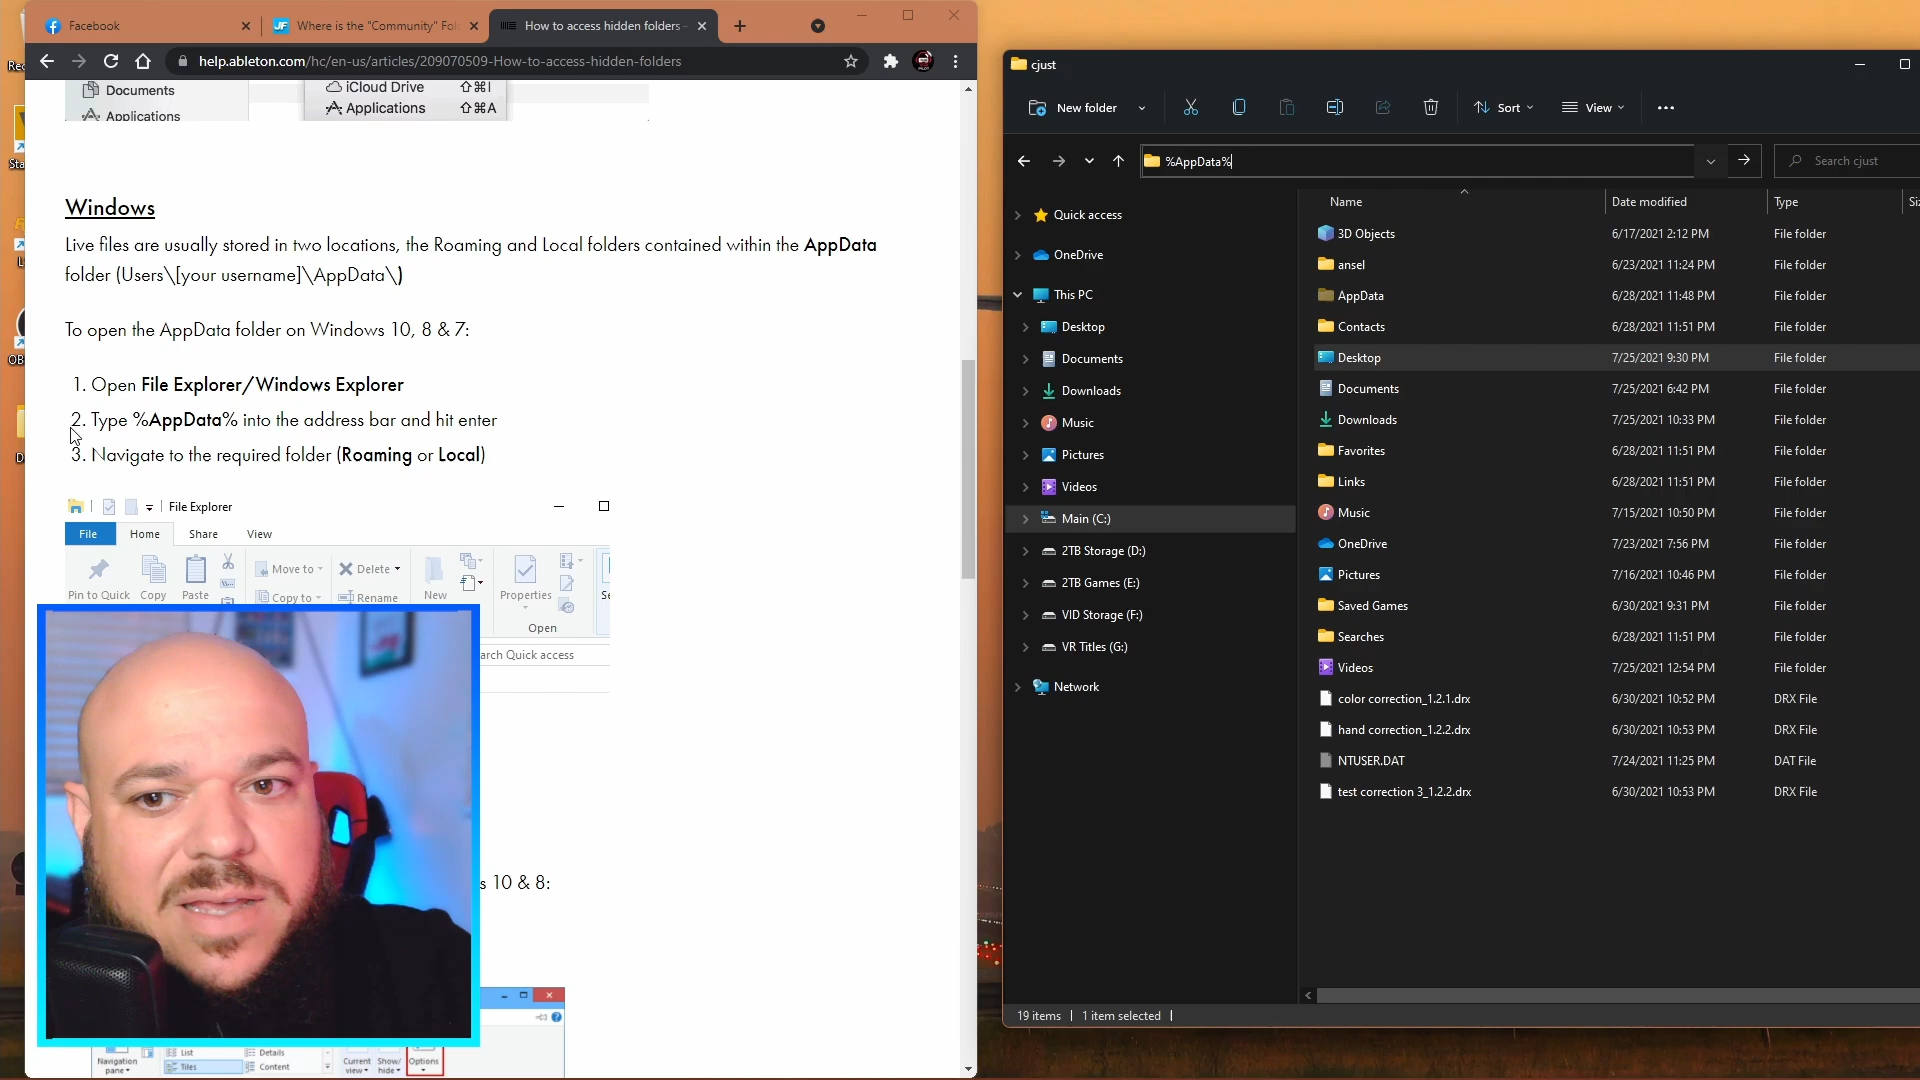 Facebook
Where is the "Community" Fol
How to access hidden folders –
help.ableton.com/hc/en-us/articles/209070509-How-to-access-hidden-folders
Documents
Applications
iCloud Drive ⇧⌘I
Applications ⇧⌘A
Windows
Live files are usually stored in two locations, the Roaming and Local folders contained within the AppData
folder (Users\[your username]\AppData\)
To open the AppData folder on Windows 10, 8 & 7:
1. Open File Explorer/Windows Explorer
2. Type %AppData% into the address bar and hit enter
3. Navigate to the required folder (Roaming or Local)
File Explorer
File Home Share View
Move to Delete
Pin to Quick Copy Paste Copy to Rename New Properties Se
Open
arch Quick access
s 10 & 8:
List Details
Tiles Content
Navigation
pane
Current
view
Show/
hide
Options
cjust
New folder Sort View
%AppData%
Search cjust
Quick access
OneDrive
This PC
Desktop
Documents
Downloads
Music
Pictures
Videos
Main (C:)
2TB Storage (D:)
2TB Games (E:)
VID Storage (F:)
VR Titles (G:)
Network
Name Date modified Type Si
3D Objects 6/17/2021 2:12 PM File folder
ansel 6/23/2021 11:24 PM File folder
AppData 6/28/2021 11:48 PM File folder
Contacts 6/28/2021 11:51 PM File folder
Desktop 7/25/2021 9:30 PM File folder
Documents 7/25/2021 6:42 PM File folder
Downloads 7/25/2021 10:33 PM File folder
Favorites 6/28/2021 11:51 PM File folder
Links 6/28/2021 11:51 PM File folder
Music 7/15/2021 10:50 PM File folder
OneDrive 7/23/2021 7:56 PM File folder
Pictures 7/16/2021 10:46 PM File folder
Saved Games 6/30/2021 9:31 PM File folder
Searches 6/28/2021 11:51 PM File folder
Videos 7/25/2021 12:54 PM File folder
color correction_1.2.1.drx 6/30/2021 10:52 PM DRX File
hand correction_1.2.2.drx 6/30/2021 10:53 PM DRX File
NTUSER.DAT 7/24/2021 11:25 PM DAT File
test correction 3_1.2.2.drx 6/30/2021 10:53 PM DRX File
19 items 1 item selected
Rec
Sta
L
OB
D